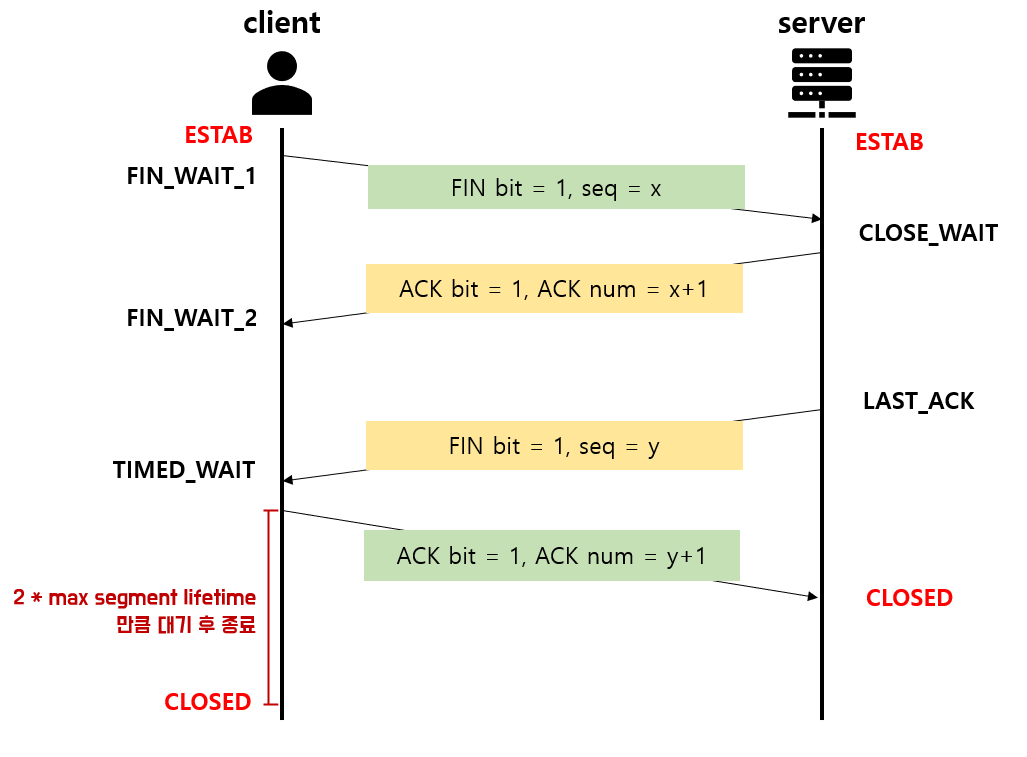 client
server
ESTAB
ESTAB
FIN_WAIT_1
FIN bit = 1, seq = x
CLOSE_WAIT
ACK bit = 1, ACK num = x+1
FIN_WAIT_2
LAST_ACK
FIN bit = 1, seq = y
TIMED_WAIT
ACK bit = 1, ACK num = y+1
2 * max segment lifetime
만큼 대기 후 종료
CLOSED
CLOSED